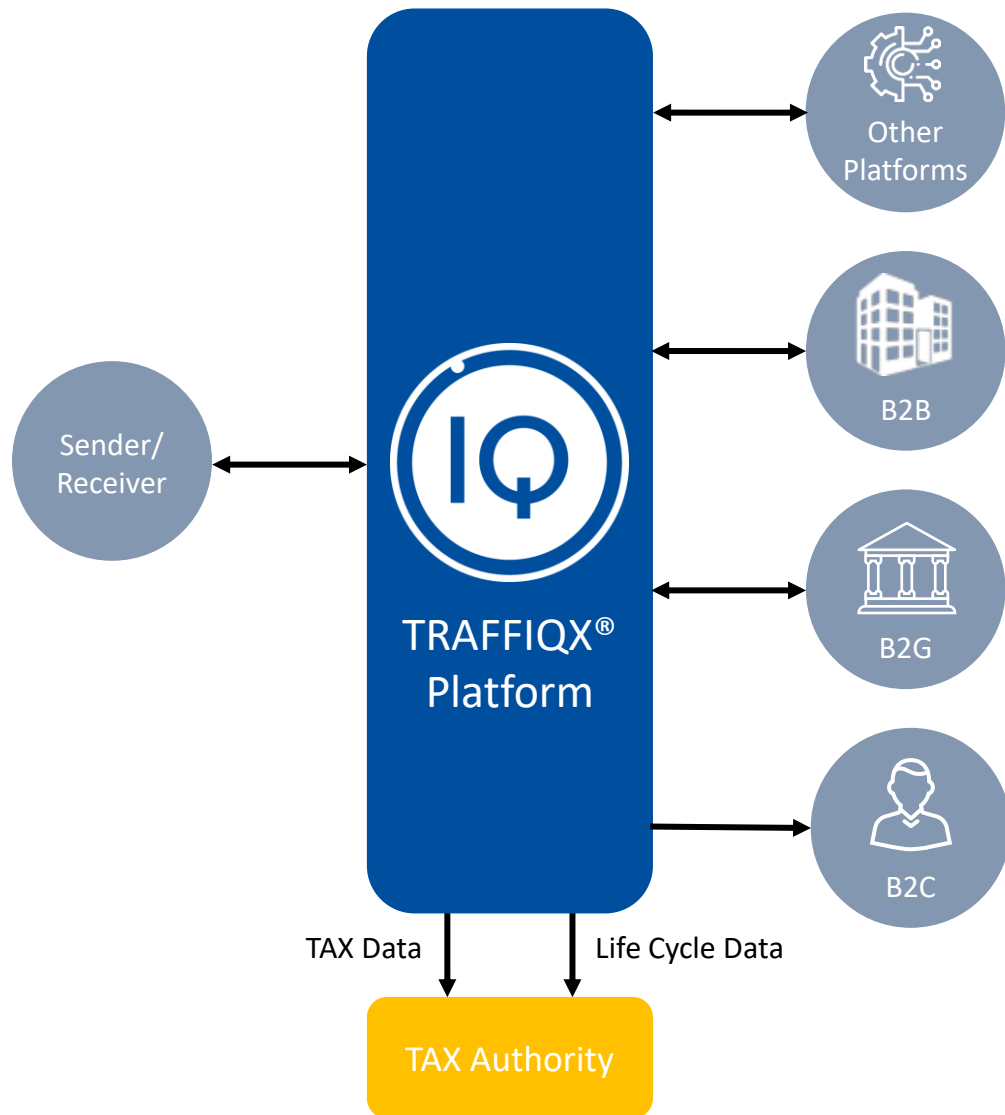 Other
Platforms
B2B
Sender/
Receiver
IQ
TRAFFIQX®
Platform
B2G
B2C
TAX Data
Life Cycle Data
TAX Authority